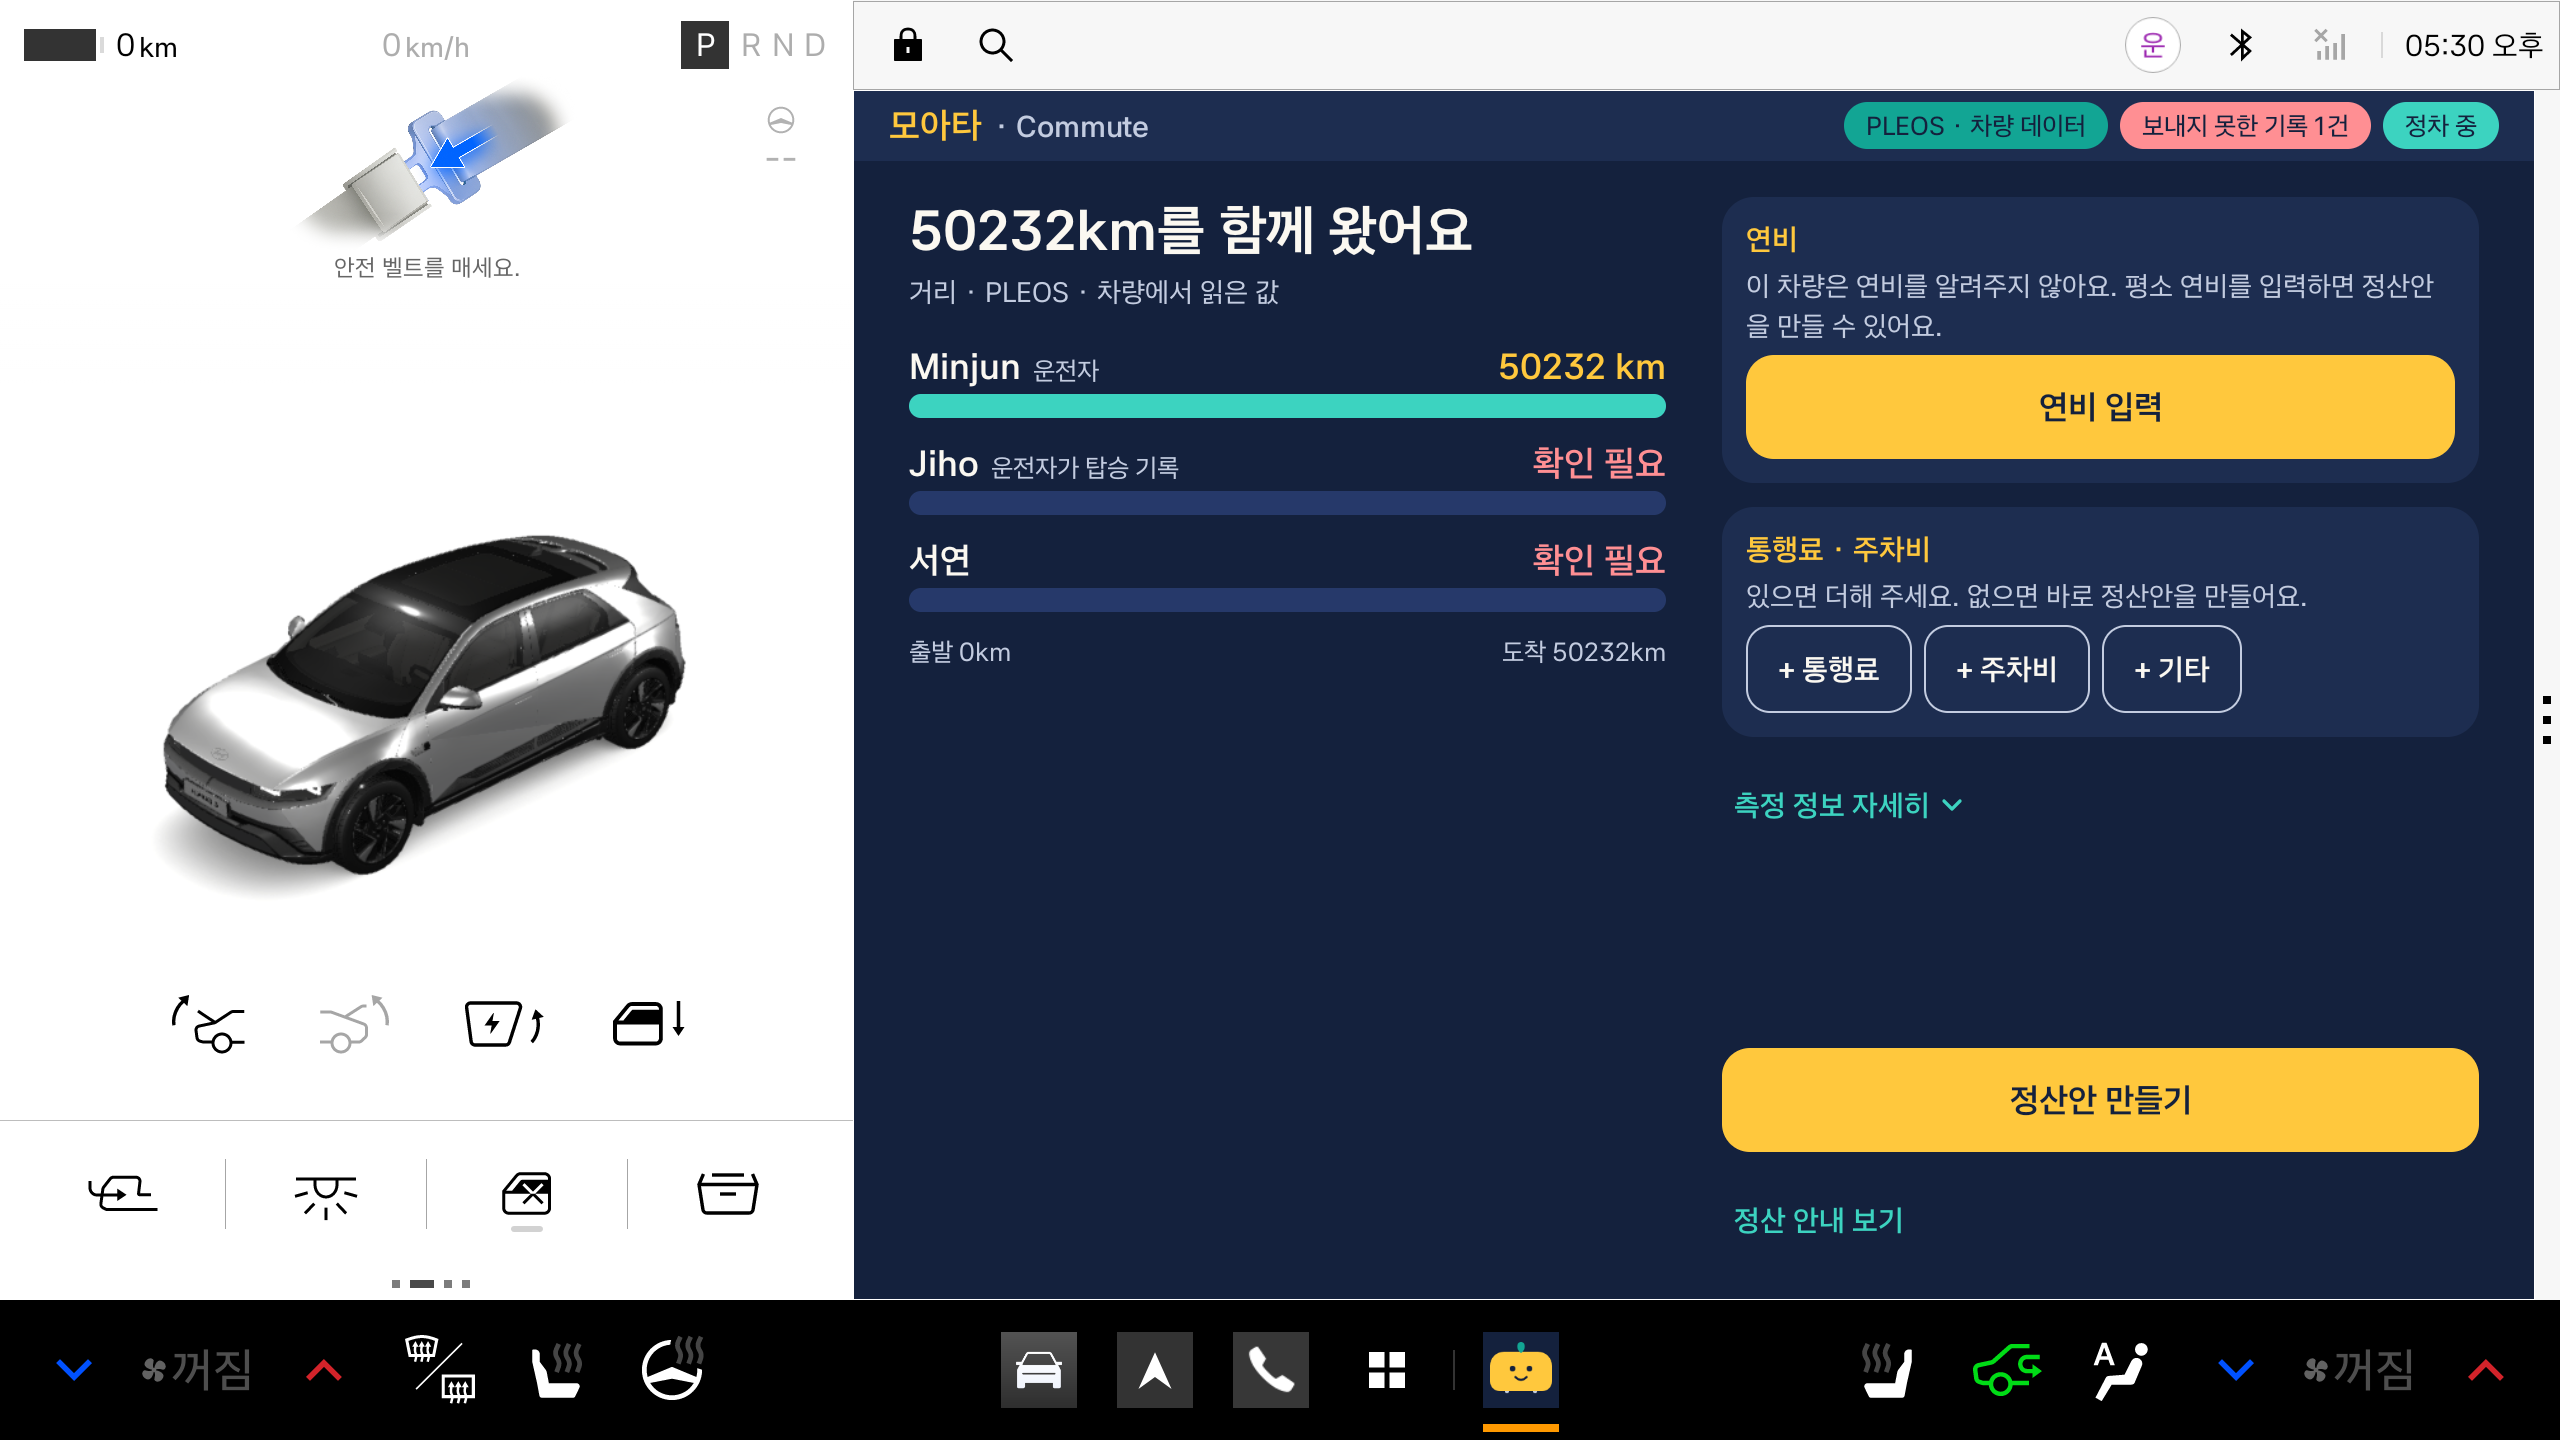 0 km
0 km/h
P R N D
운
05:30 오후
안전 벨트를 매세요.
모아타 · Commute
PLEOS · 차량 데이터
보내지 못한 기록 1건
정차 중
50232km를 함께 왔어요
거리 · PLEOS · 차량에서 읽은 값
Minjun 운전자
50232 km
Jiho 운전자가 탑승 기록
확인 필요
서연
확인 필요
출발 0km
도착 50232km
연비
이 차량은 연비를 알려주지 않아요. 평소 연비를 입력하면 정산안
을 만들 수 있어요.
연비 입력
통행료 · 주차비
있으면 더해 주세요. 없으면 바로 정산안을 만들어요.
+ 통행료
+ 주차비
+ 기타
측정 정보 자세히
정산안 만들기
정산 안내 보기
꺼짐
A
꺼짐